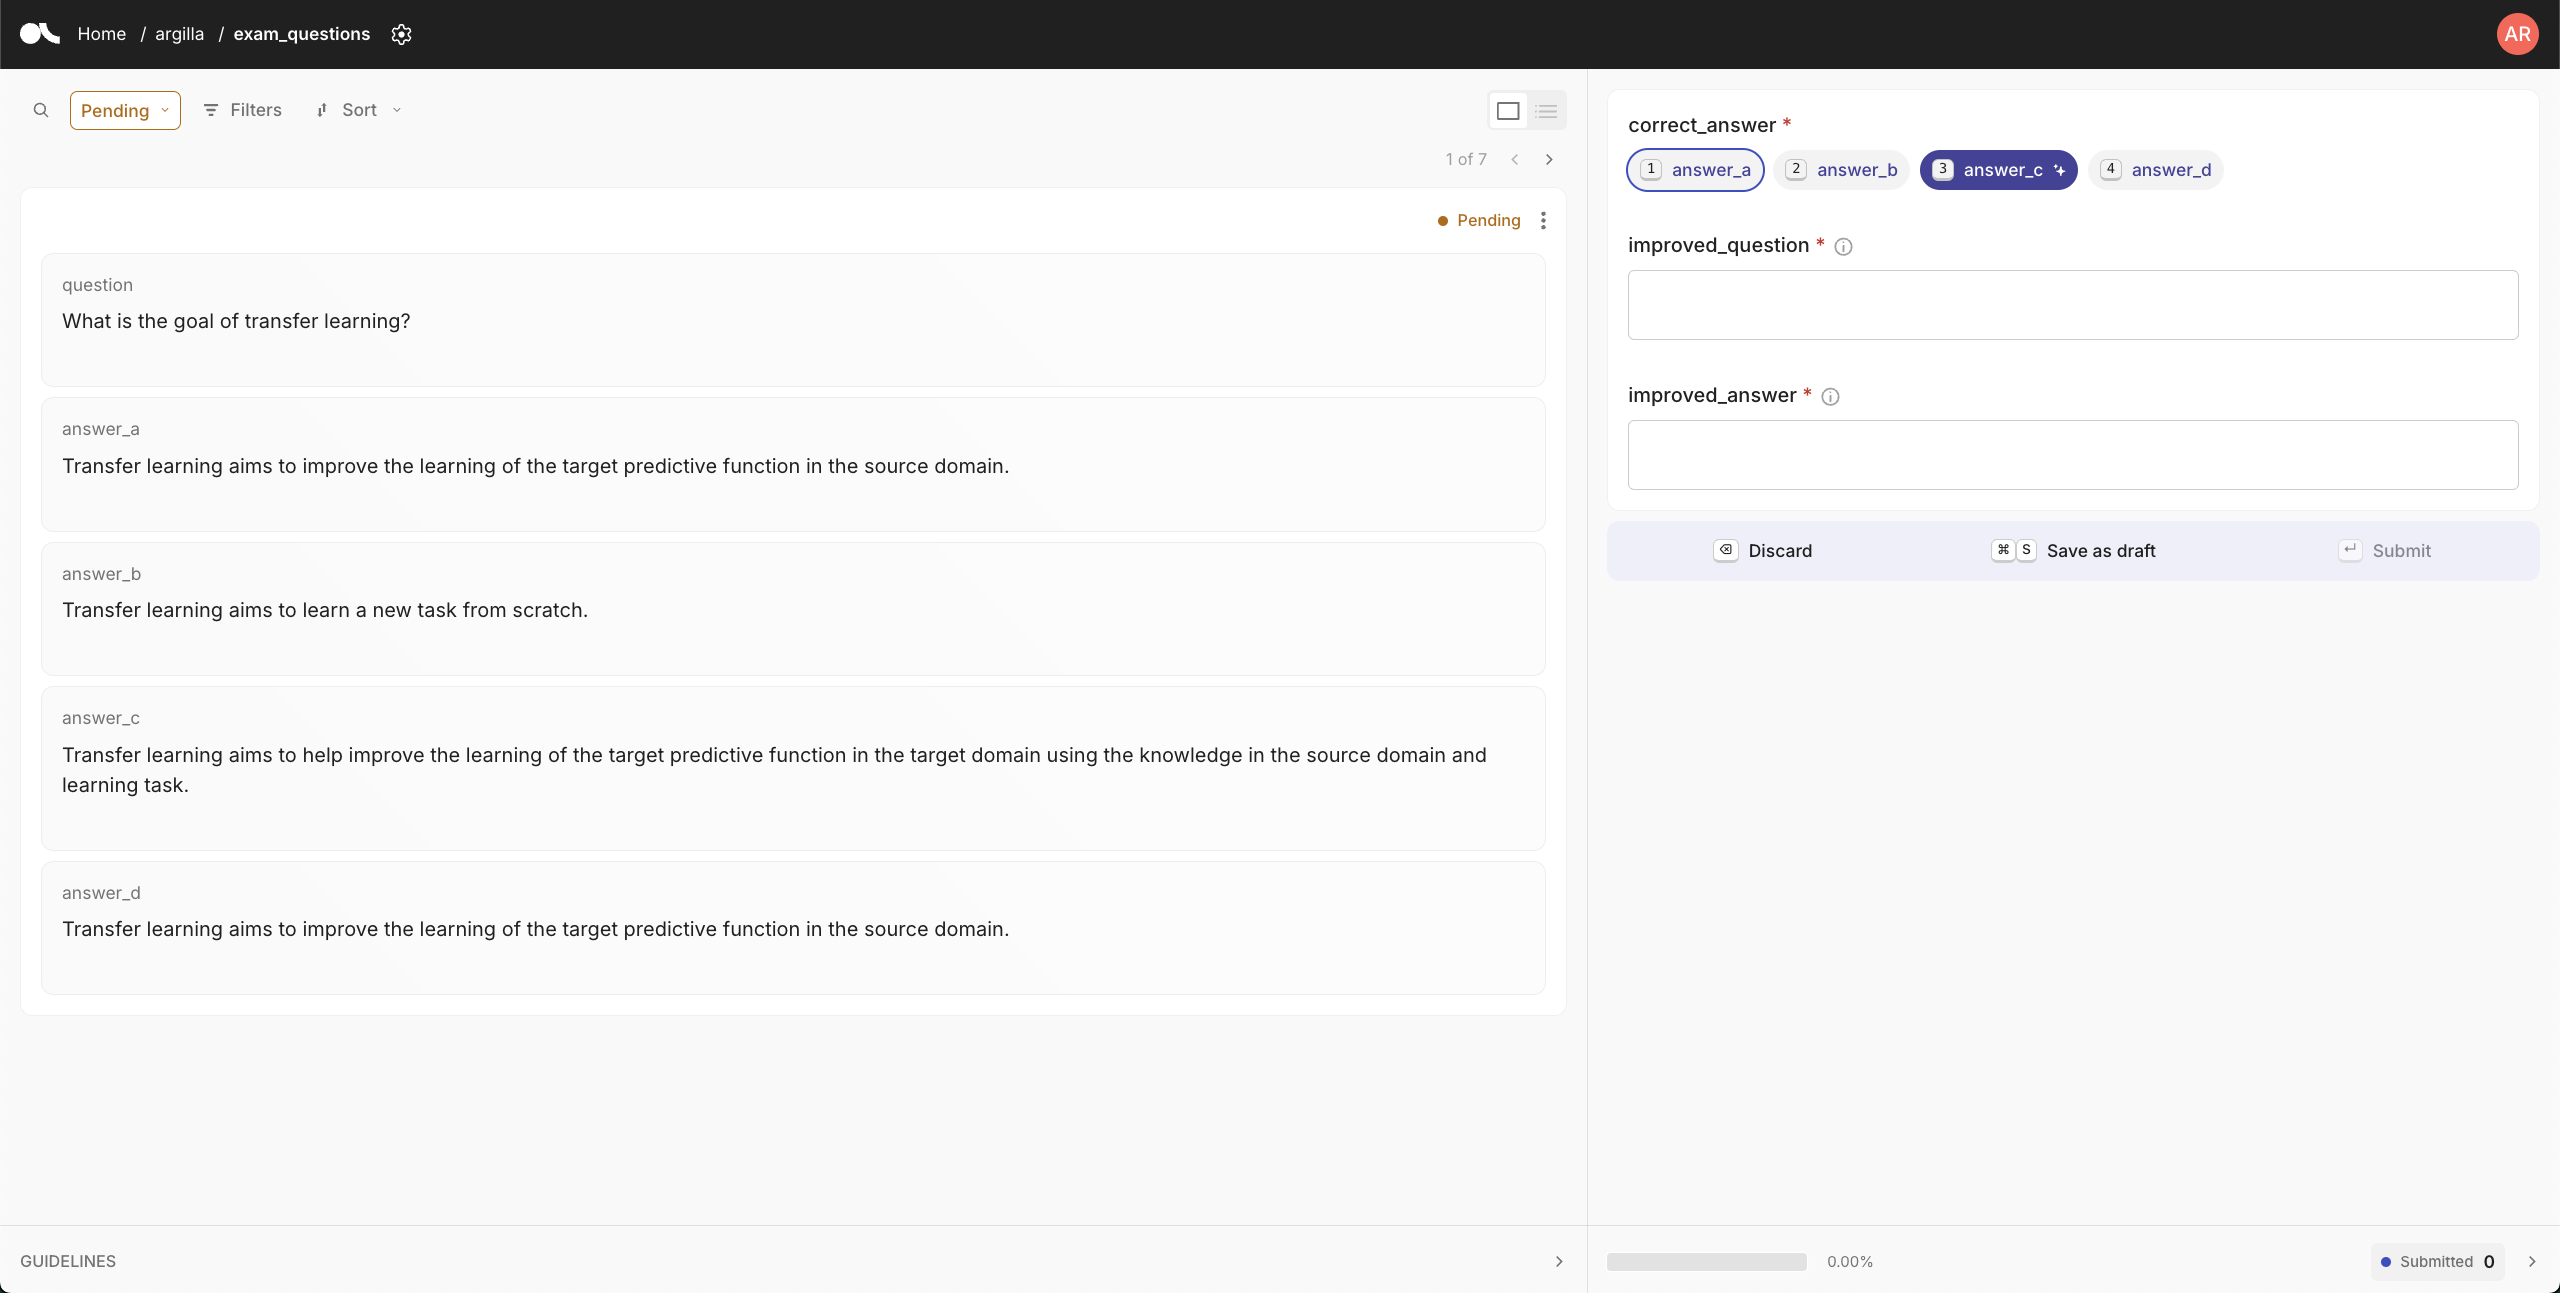 Home / argilla / exam_questions
AR
Pending Filters Sort
1 of 7
Pending
question
What is the goal of transfer learning?
answer_a
Transfer learning aims to improve the learning of the target predictive function in the source domain.
answer_b
Transfer learning aims to learn a new task from scratch.
answer_c
Transfer learning aims to help improve the learning of the target predictive function in the target domain using the knowledge in the source domain and
learning task.
answer_d
Transfer learning aims to improve the learning of the target predictive function in the source domain.
GUIDELINES
correct_answer *
1 answer_a 2 answer_b 3 answer_c 4 answer_d
improved_question *
improved_answer *
Discard ⌘ S Save as draft Submit
0.00% Submitted 0